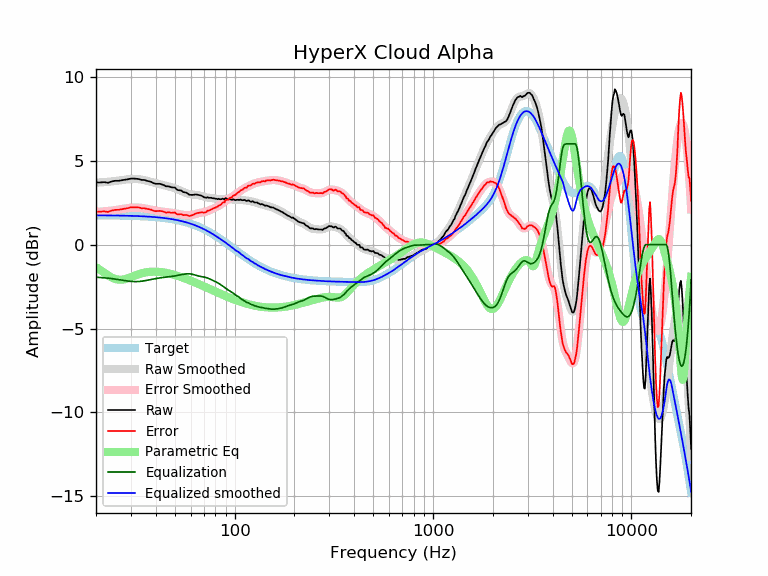 HyperX Cloud Alpha
10
5
0
−5
−10
−15
Amplitude (dBr)
Target
Raw Smoothed
Error Smoothed
Raw
Error
Parametric Eq
Equalization
Equalized smoothed
100
1000
10000
Frequency (Hz)